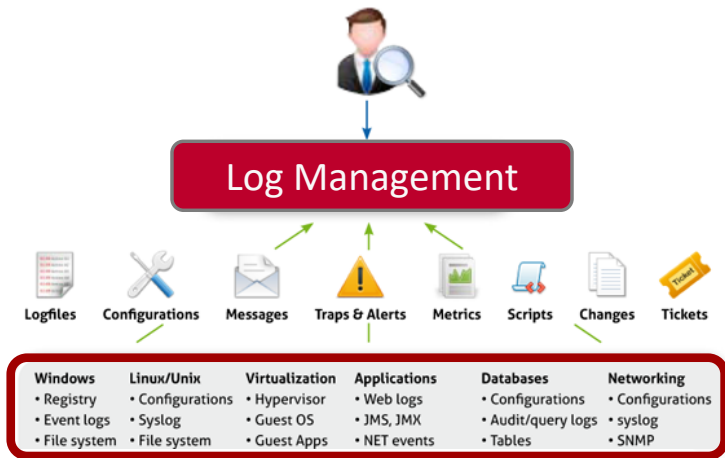 Log Management
Logfiles Configurations Messages Traps & Alerts Metrics Scripts Changes Tickets
Ticket
Windows Linux/Unix Virtualization Applications Databases Networking
• Registry • Configurations • Hypervisor • Web logs • Configurations • Configurations
• Event logs • Syslog • Guest OS • JMS, JMX • Audit/query logs • syslog
• File system • File system • Guest Apps • NET events • Tables • SNMP